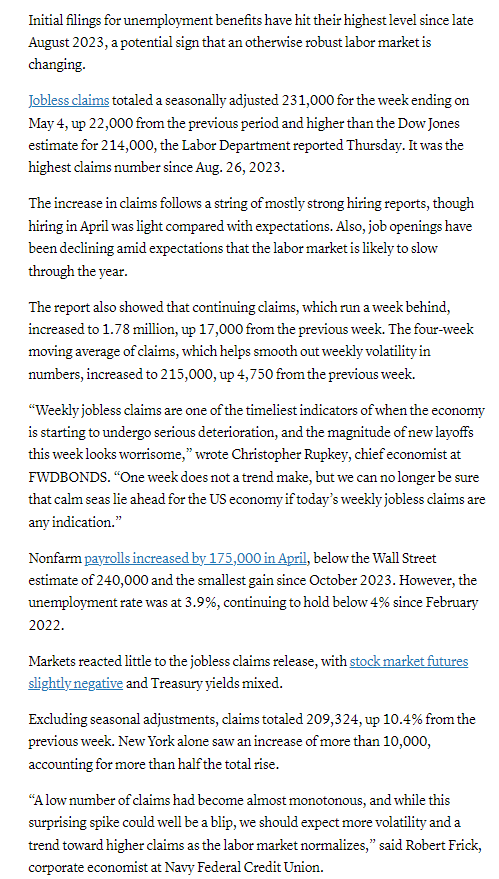 Initial filings for unemployment benefits have hit their highest level since late
August 2023, a potential sign that an otherwise robust labor market is
changing.
Jobless claims totaled a seasonally adjusted 231,000 for the week ending on
May 4, up 22,000 from the previous period and higher than the Dow Jones
estimate for 214,000, the Labor Department reported Thursday. It was the
highest claims number since Aug. 26, 2023.
The increase in claims follows a string of mostly strong hiring reports, though
hiring in April was light compared with expectations. Also, job openings have
been declining amid expectations that the labor market is likely to slow
through the year.
The report also showed that continuing claims, which run a week behind,
increased to 1.78 million, up 17,000 from the previous week. The four-week
moving average of claims, which helps smooth out weekly volatility in
numbers, increased to 215,000, up 4,750 from the previous week.
“Weekly jobless claims are one of the timeliest indicators of when the economy
is starting to undergo serious deterioration, and the magnitude of new layoffs
this week looks worrisome,” wrote Christopher Rupkey, chief economist at
FWDBONDS. “One week does not a trend make, but we can no longer be sure
that calm seas lie ahead for the US economy if today’s weekly jobless claims are
any indication.”
Nonfarm payrolls increased by 175,000 in April, below the Wall Street
estimate of 240,000 and the smallest gain since October 2023. However, the
unemployment rate was at 3.9%, continuing to hold below 4% since February
2022.
Markets reacted little to the jobless claims release, with stock market futures
slightly negative and Treasury yields mixed.
Excluding seasonal adjustments, claims totaled 209,324, up 10.4% from the
previous week. New York alone saw an increase of more than 10,000,
accounting for more than half the total rise.
“A low number of claims had become almost monotonous, and while this
surprising spike could well be a blip, we should expect more volatility and a
trend toward higher claims as the labor market normalizes,” said Robert Frick,
corporate economist at Navy Federal Credit Union.